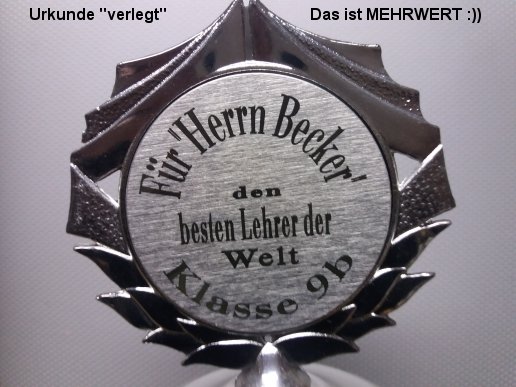 Urkunde "verlegt"
Das ist MEHRWERT :))
Für 'Herrn Becker'
den
besten Lehrer der
Welt
Klasse 9b